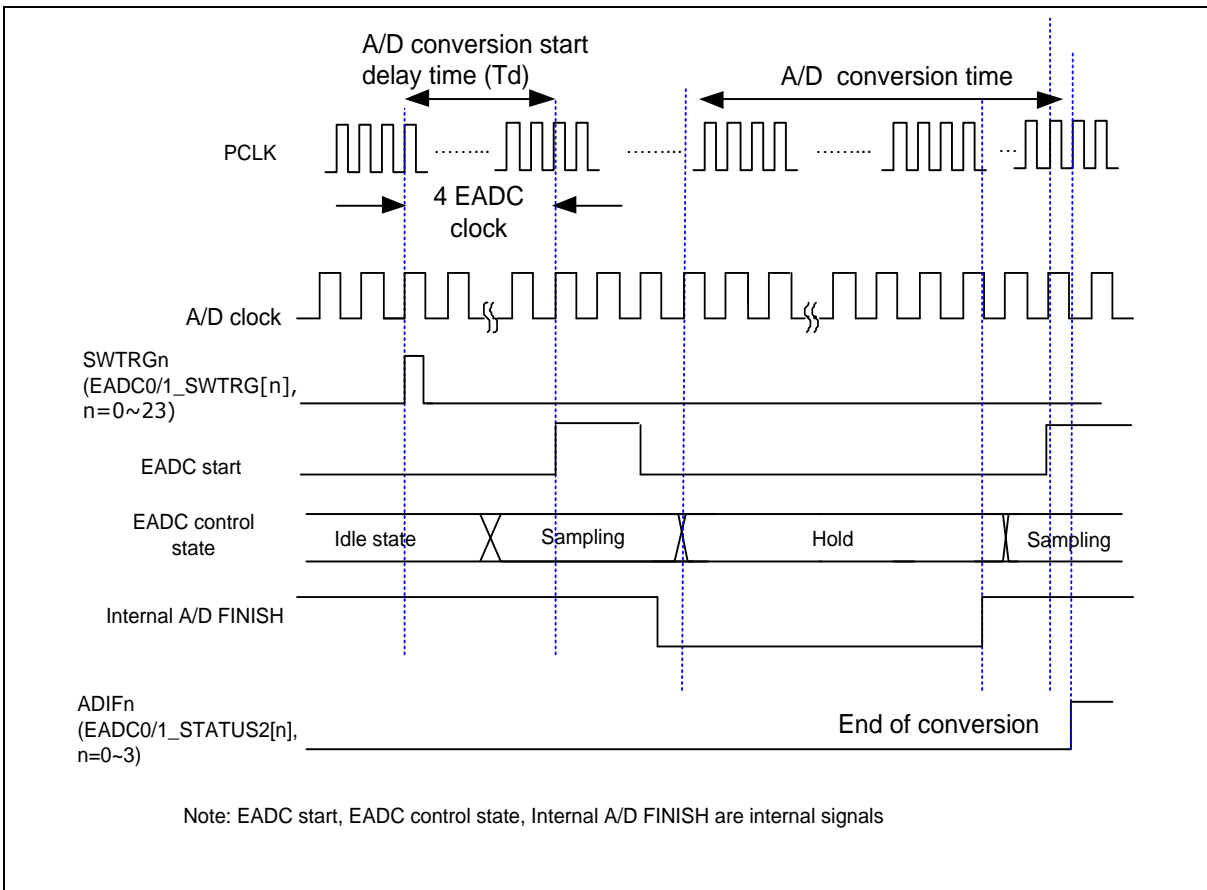 A/D conversion start
delay time (Td)
A/D conversion time
PCLK
............
............
............
...
4 EADC
clock
A/D clock
SWTRGn
(EADC0/1_SWTRG[n],
n=0~23)
EADC start
EADC control
state
Idle state
Sampling
Hold
Sampling
Internal A/D FINISH
ADIFn
(EADC0/1_STATUS2[n],
n=0~3)
End of conversion
Note: EADC start, EADC control state, Internal A/D FINISH are internal signals